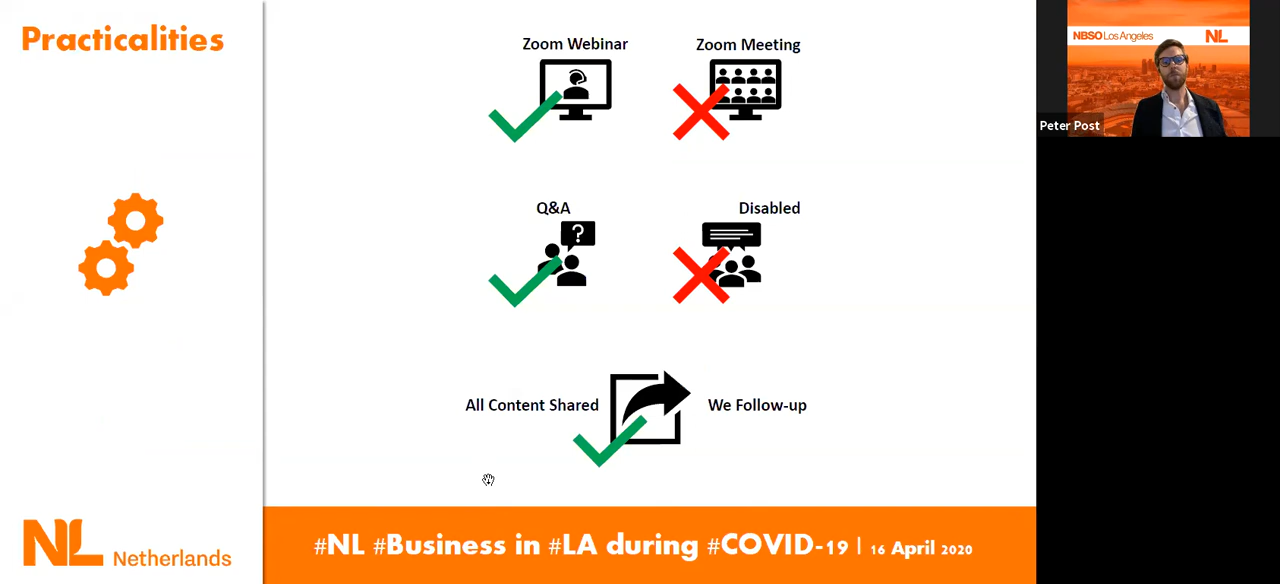 Practicalities
Zoom Webinar
Zoom Meeting
Q&A
?
Disabled
All Content Shared
We Follow-up
NL Netherlands
#NL #Business in #LA during #COVID-19 | 16 April 2020
NBSO Los Angeles NL
Peter Post